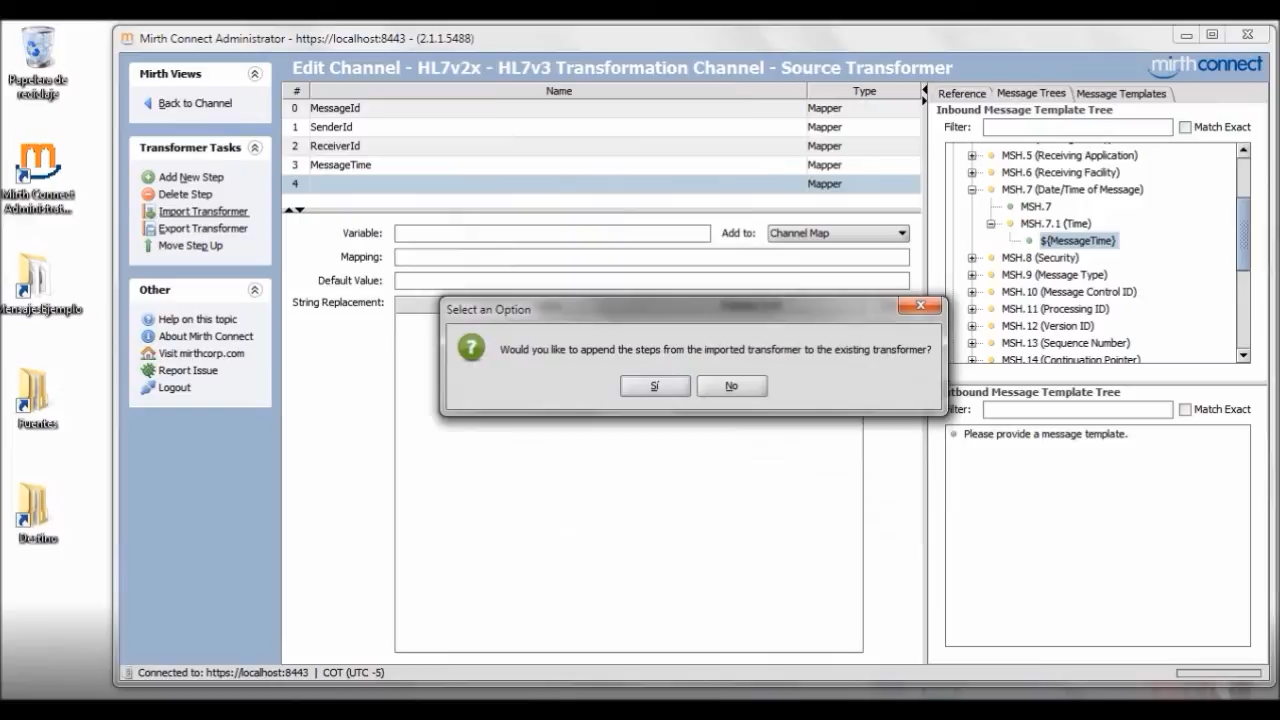 Papelera de
reciclaje
Mirth Connect
Administrat...
MensajesEjemplo
Fuentes
Destino
Mirth Connect Administrator - https://localhost:8443 - (2.1.1.5488)
Mirth Views
Back to Channel
Transformer Tasks
Add New Step
Delete Step
Import Transformer
Export Transformer
Move Step Up
Other
Help on this topic
About Mirth Connect
Visit mirthcorp.com
Report Issue
Logout
Edit Channel - HL7v2x - HL7v3 Transformation Channel - Source Transformer
mirthconnect
# Name Type
0 MessageId Mapper
1 SenderId Mapper
2 ReceiverId Mapper
3 MessageTime Mapper
4 Mapper
Variable: Add to: Channel Map
Mapping:
Default Value:
String Replacement:
Select an Option
Would you like to append the steps from the imported transformer to the existing transformer?
Sí No
Reference Message Trees Message Templates
Inbound Message Template Tree
Filter: Match Exact
MSH.5 (Receiving Application)
MSH.6 (Receiving Facility)
MSH.7 (Date/Time of Message)
MSH.7
MSH.7.1 (Time)
${MessageTime}
MSH.8 (Security)
MSH.9 (Message Type)
MSH.10 (Message Control ID)
MSH.11 (Processing ID)
MSH.12 (Version ID)
MSH.13 (Sequence Number)
MSH.14 (Continuation Pointer)
tbound Message Template Tree
lter: Match Exact
Please provide a message template.
Connected to: https://localhost:8443 | COT (UTC -5)